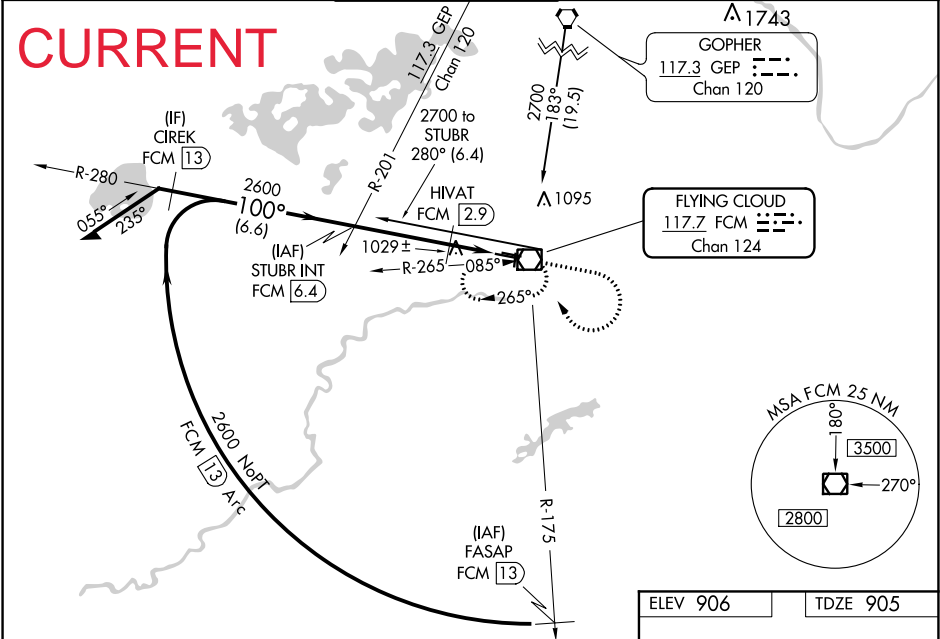 CURRENT
1743
GOPHER
117.3 GEP
Chan 120
117.3 GEP
Chan 120
2700
183°
(19.5)
(IF)
CIREK
FCM 13
2700 to
STUBR
280° (6.4)
R-280
R-201
HIVAT
FCM 2.9
1095
FLYING CLOUD
117.7 FCM
Chan 124
2600
100°
(6.6)
055°
235°
(IAF)
STUBR INT
FCM 6.4
1029 ±
R-265
085°
265°
MSA FCM 25 NM
180°
3500
270°
2800
2600 NoPT
FCM 13 Arc
R-175
(IAF)
FASAP
FCM 13
ELEV 906
TDZE 905